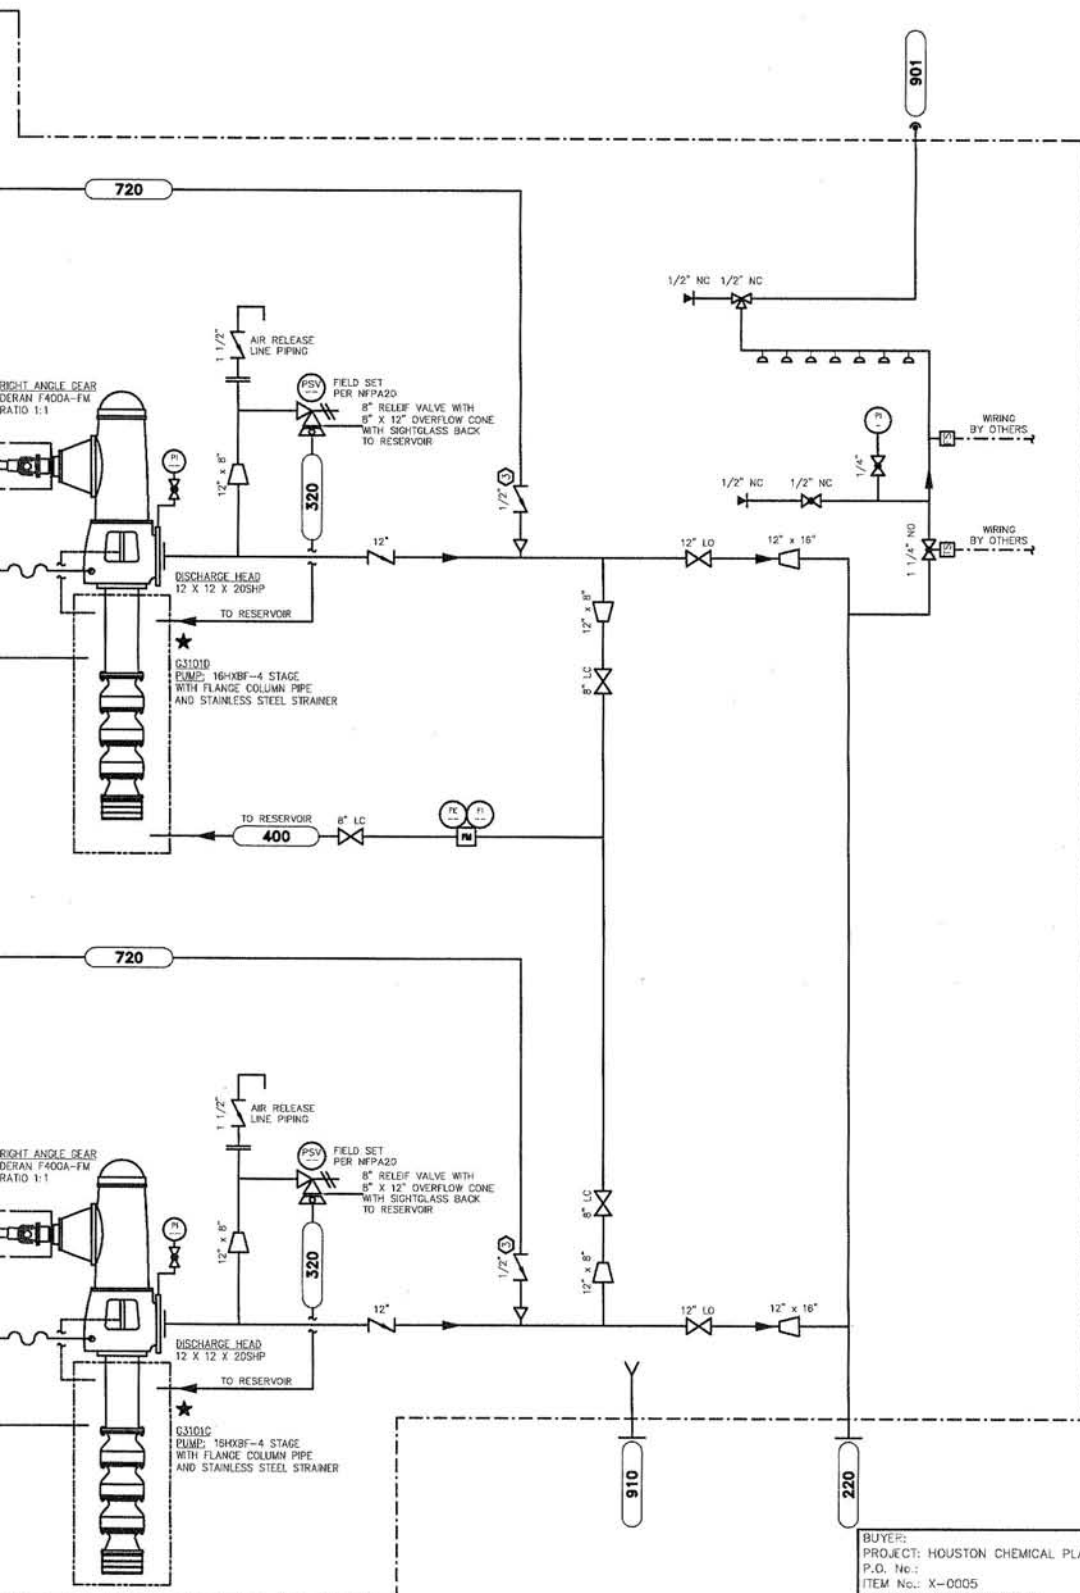 901
720
1/2" NC 1/2" NC
1 1/2"
AIR RELEASE
LINE PIPING
RIGHT ANGLE GEAR
DERAN F400A-FM
RATIO 1:1
PSV
FIELD SET
PER NFPA20
8" RELEIF VALVE WITH
8" X 12" OVERFLOW CONE
WITH SIGHTGLASS BACK
TO RESERVOIR
PI
WIRING
BY OTHERS
PI
12" x 8"
320
1/2" 3
1/4"
1/2" NC 1/2" NC
WIRING
BY OTHERS
1 1/4" NO
12"
12" LO
12" x 16"
DISCHARGE HEAD
12 X 12 X 20SHP
TO RESERVOIR
12" x 8"
G3101D
PUMP: 16HXBF-4 STAGE
WITH FLANGE COLUMN PIPE
AND STAINLESS STEEL STRAINER
8" LC
TO RESERVOIR
400
8" LC
FI
FM
720
1 1/2"
AIR RELEASE
LINE PIPING
RIGHT ANGLE GEAR
DERAN F400A-FM
RATIO 1:1
PSV
FIELD SET
PER NFPA20
8" RELEIF VALVE WITH
8" X 12" OVERFLOW CONE
WITH SIGHTGLASS BACK
TO RESERVOIR
PI
12" x 8"
320
1/2" 3
8" LC
12" x 8"
12"
12" LO
12" x 16"
DISCHARGE HEAD
12 X 12 X 20SHP
TO RESERVOIR
G3101C
PUMP: 16HXBF-4 STAGE
WITH FLANGE COLUMN PIPE
AND STAINLESS STEEL STRAINER
910
220
BUYER:
PROJECT: HOUSTON CHEMICAL PLA
P.O. No.:
ITEM No.: X-0005